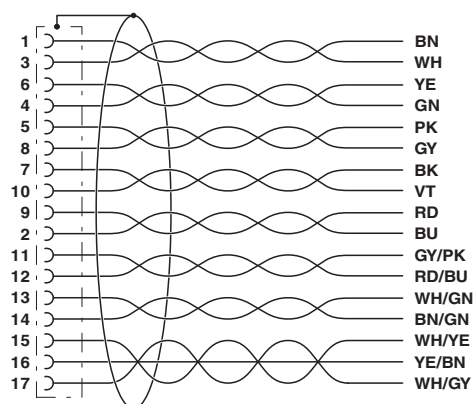 1 BN
3 WH
6 YE
4 GN
5 PK
8 GY
7 BK
10 VT
9 RD
2 BU
11 GY/PK
12 RD/BU
13 WH/GN
14 BN/GN
15 WH/YE
16 YE/BN
17 WH/GY